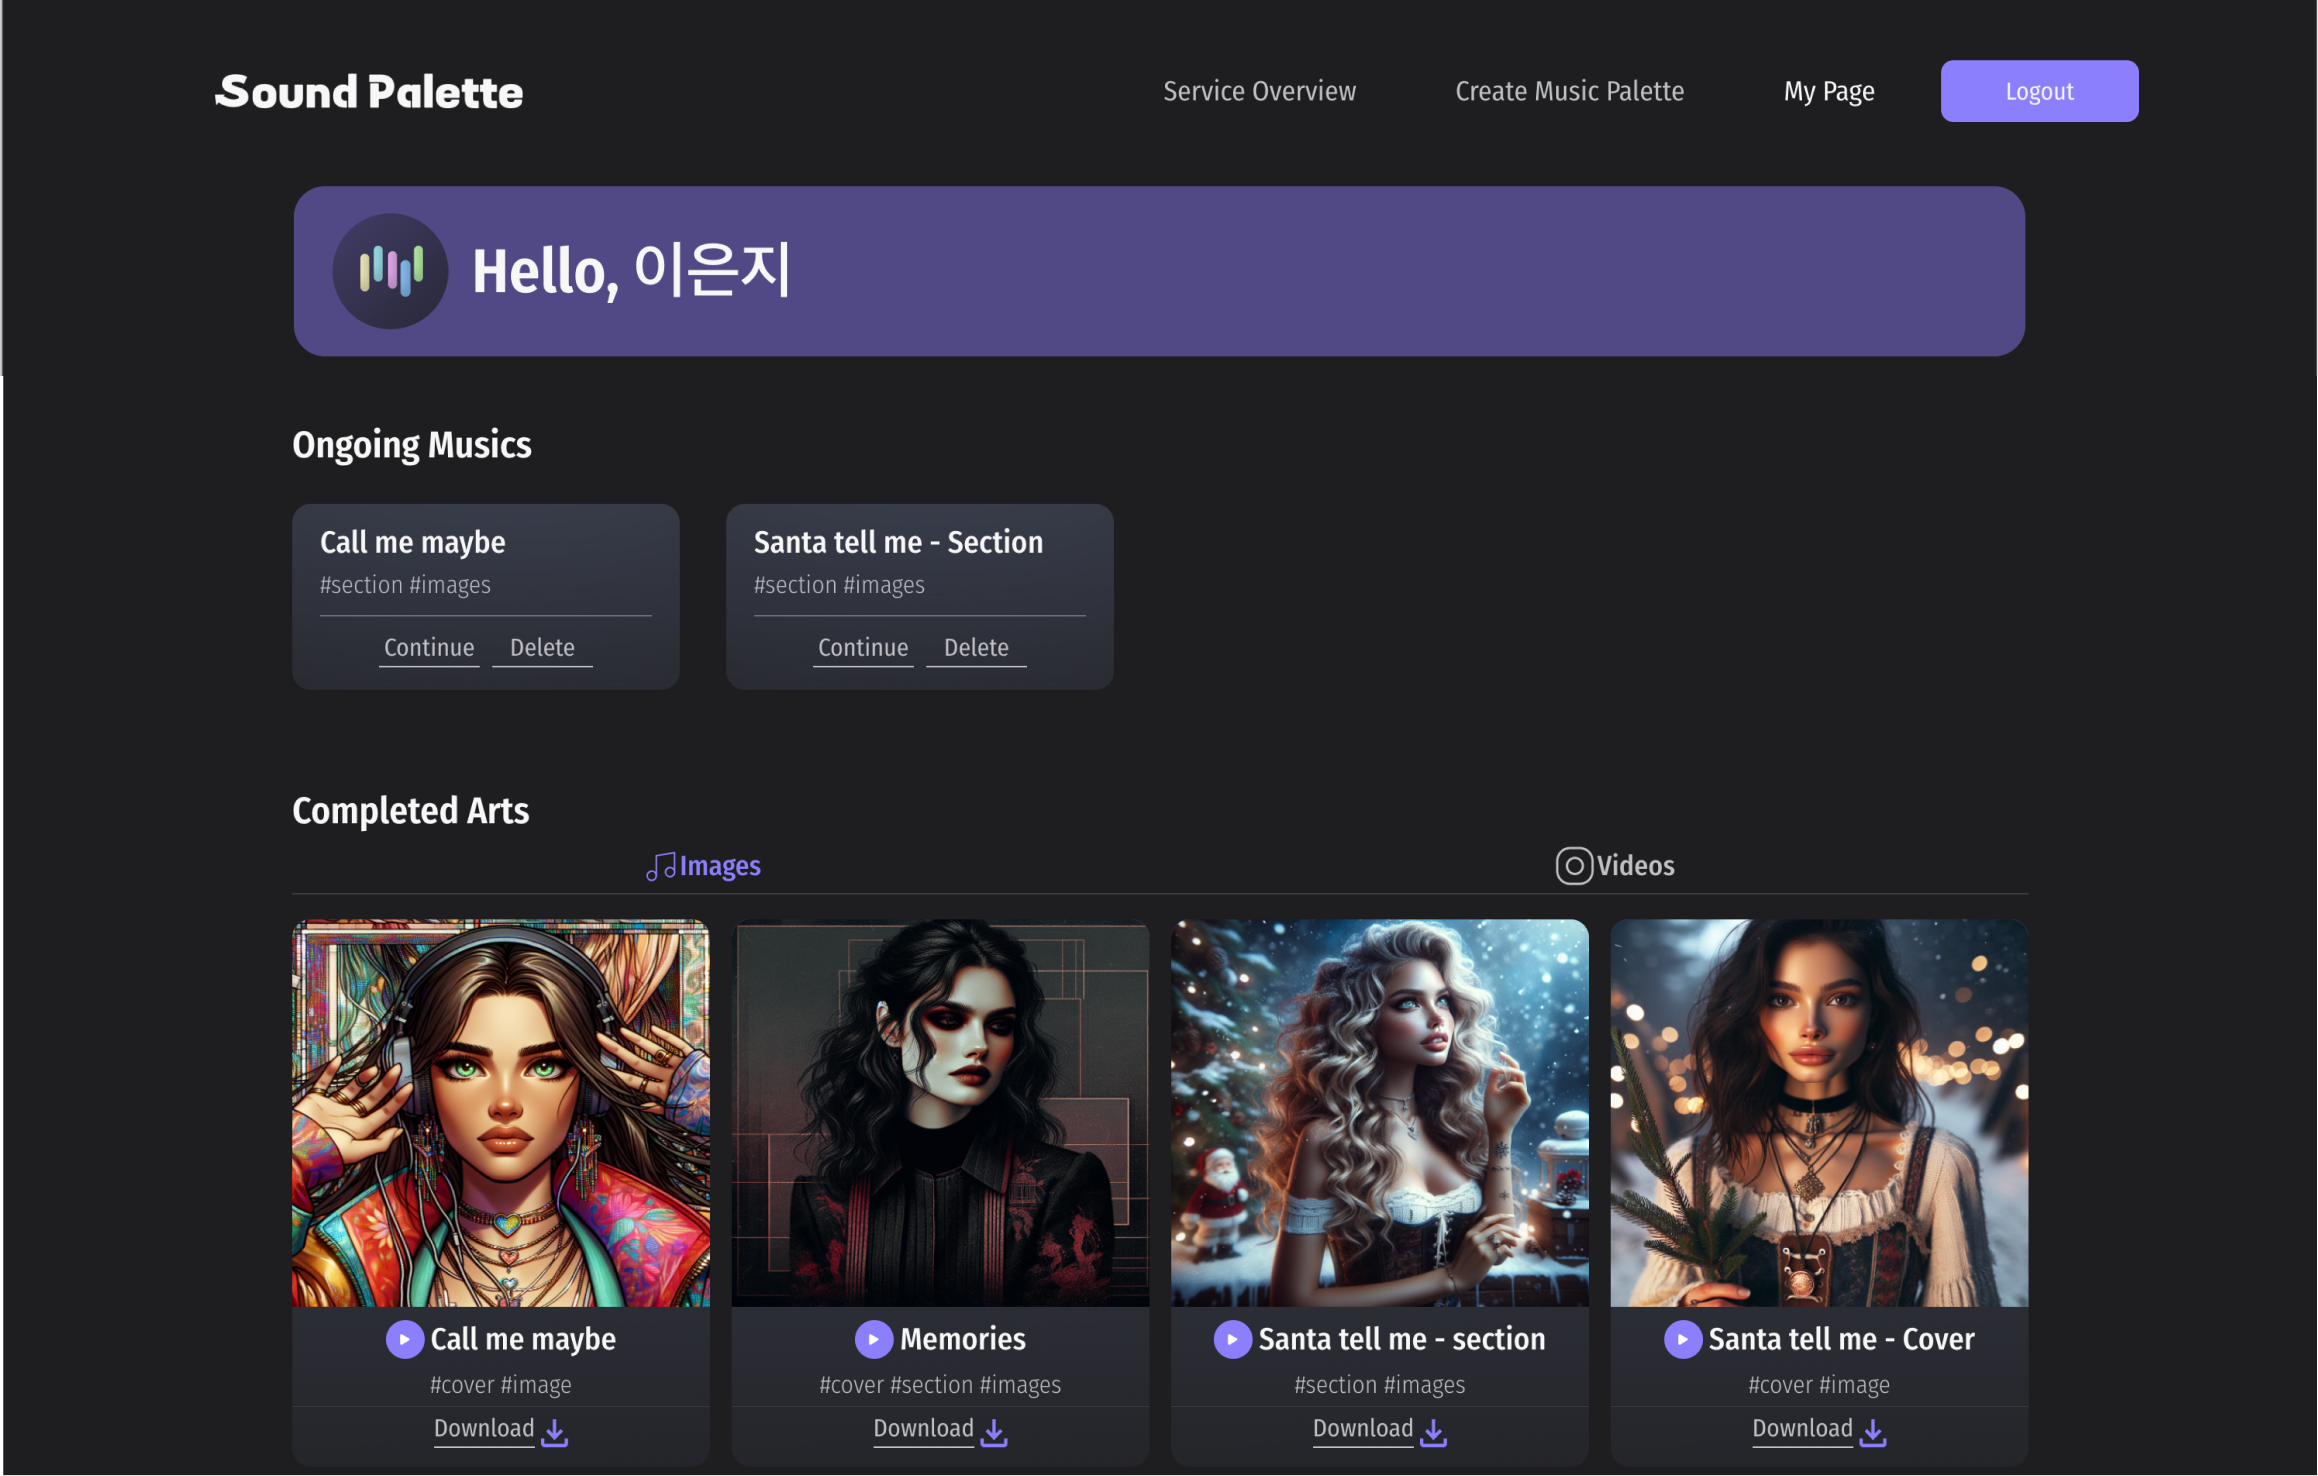 Sound Palette
Service Overview
Create Music Palette
My Page
Logout
Hello, 이은지
Ongoing Musics
Call me maybe
#section #images
Continue Delete
Santa tell me - Section
#section #images
Continue Delete
Completed Arts
Images
Videos
Call me maybe
#cover #image
Download
Memories
#cover #section #images
Download
Santa tell me - section
#section #images
Download
Santa tell me - Cover
#cover #image
Download